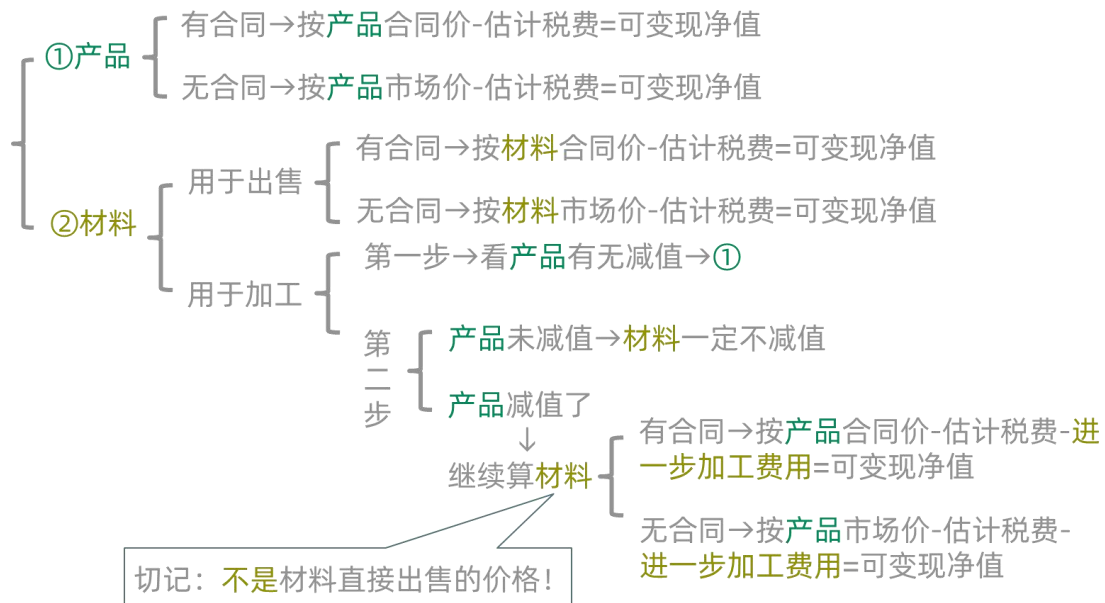 ①产品
有合同→按产品合同价-估计税费=可变现净值
无合同→按产品市场价-估计税费=可变现净值
②材料
用于出售
有合同→按材料合同价-估计税费=可变现净值
无合同→按材料市场价-估计税费=可变现净值
用于加工
第一步→看产品有无减值→①
第
二
步
产品未减值→材料一定不减值
产品减值了
↓
继续算材料
有合同→按产品合同价-估计税费-进
一步加工费用=可变现净值
无合同→按产品市场价-估计税费-
进一步加工费用=可变现净值
切记：不是材料直接出售的价格！